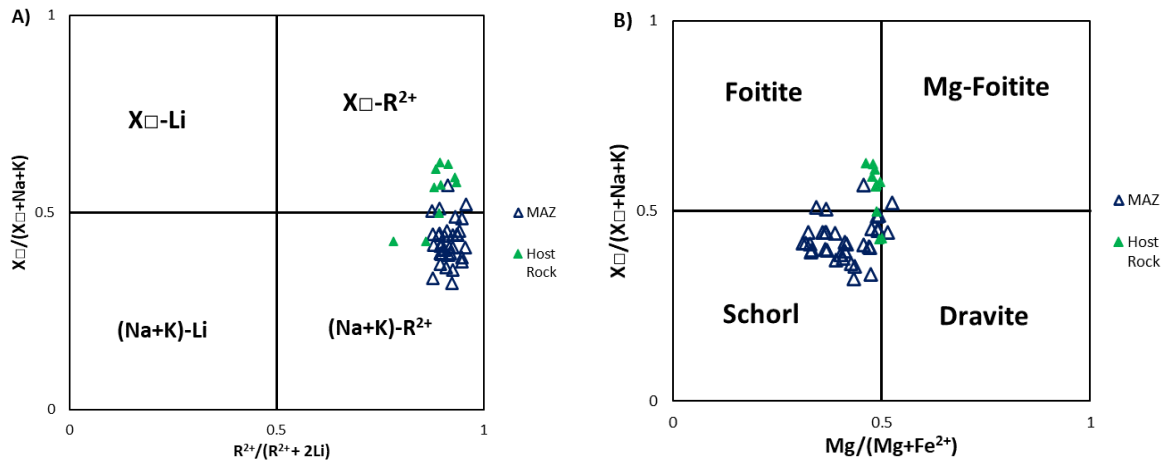 A)
1
X□-Li
X□-R²⁺
X□/(X□+Na+K)
0.5
(Na+K)-Li
(Na+K)-R²⁺
0
0
0.5
1
R²⁺/(R²⁺+ 2Li)
MAZ
Host
Rock
B)
1
Foitite
Mg-Foitite
X□/(X□+Na+K)
0.5
Schorl
Dravite
0
0
0.5
1
Mg/(Mg+Fe²⁺)
MAZ
Host
Rock